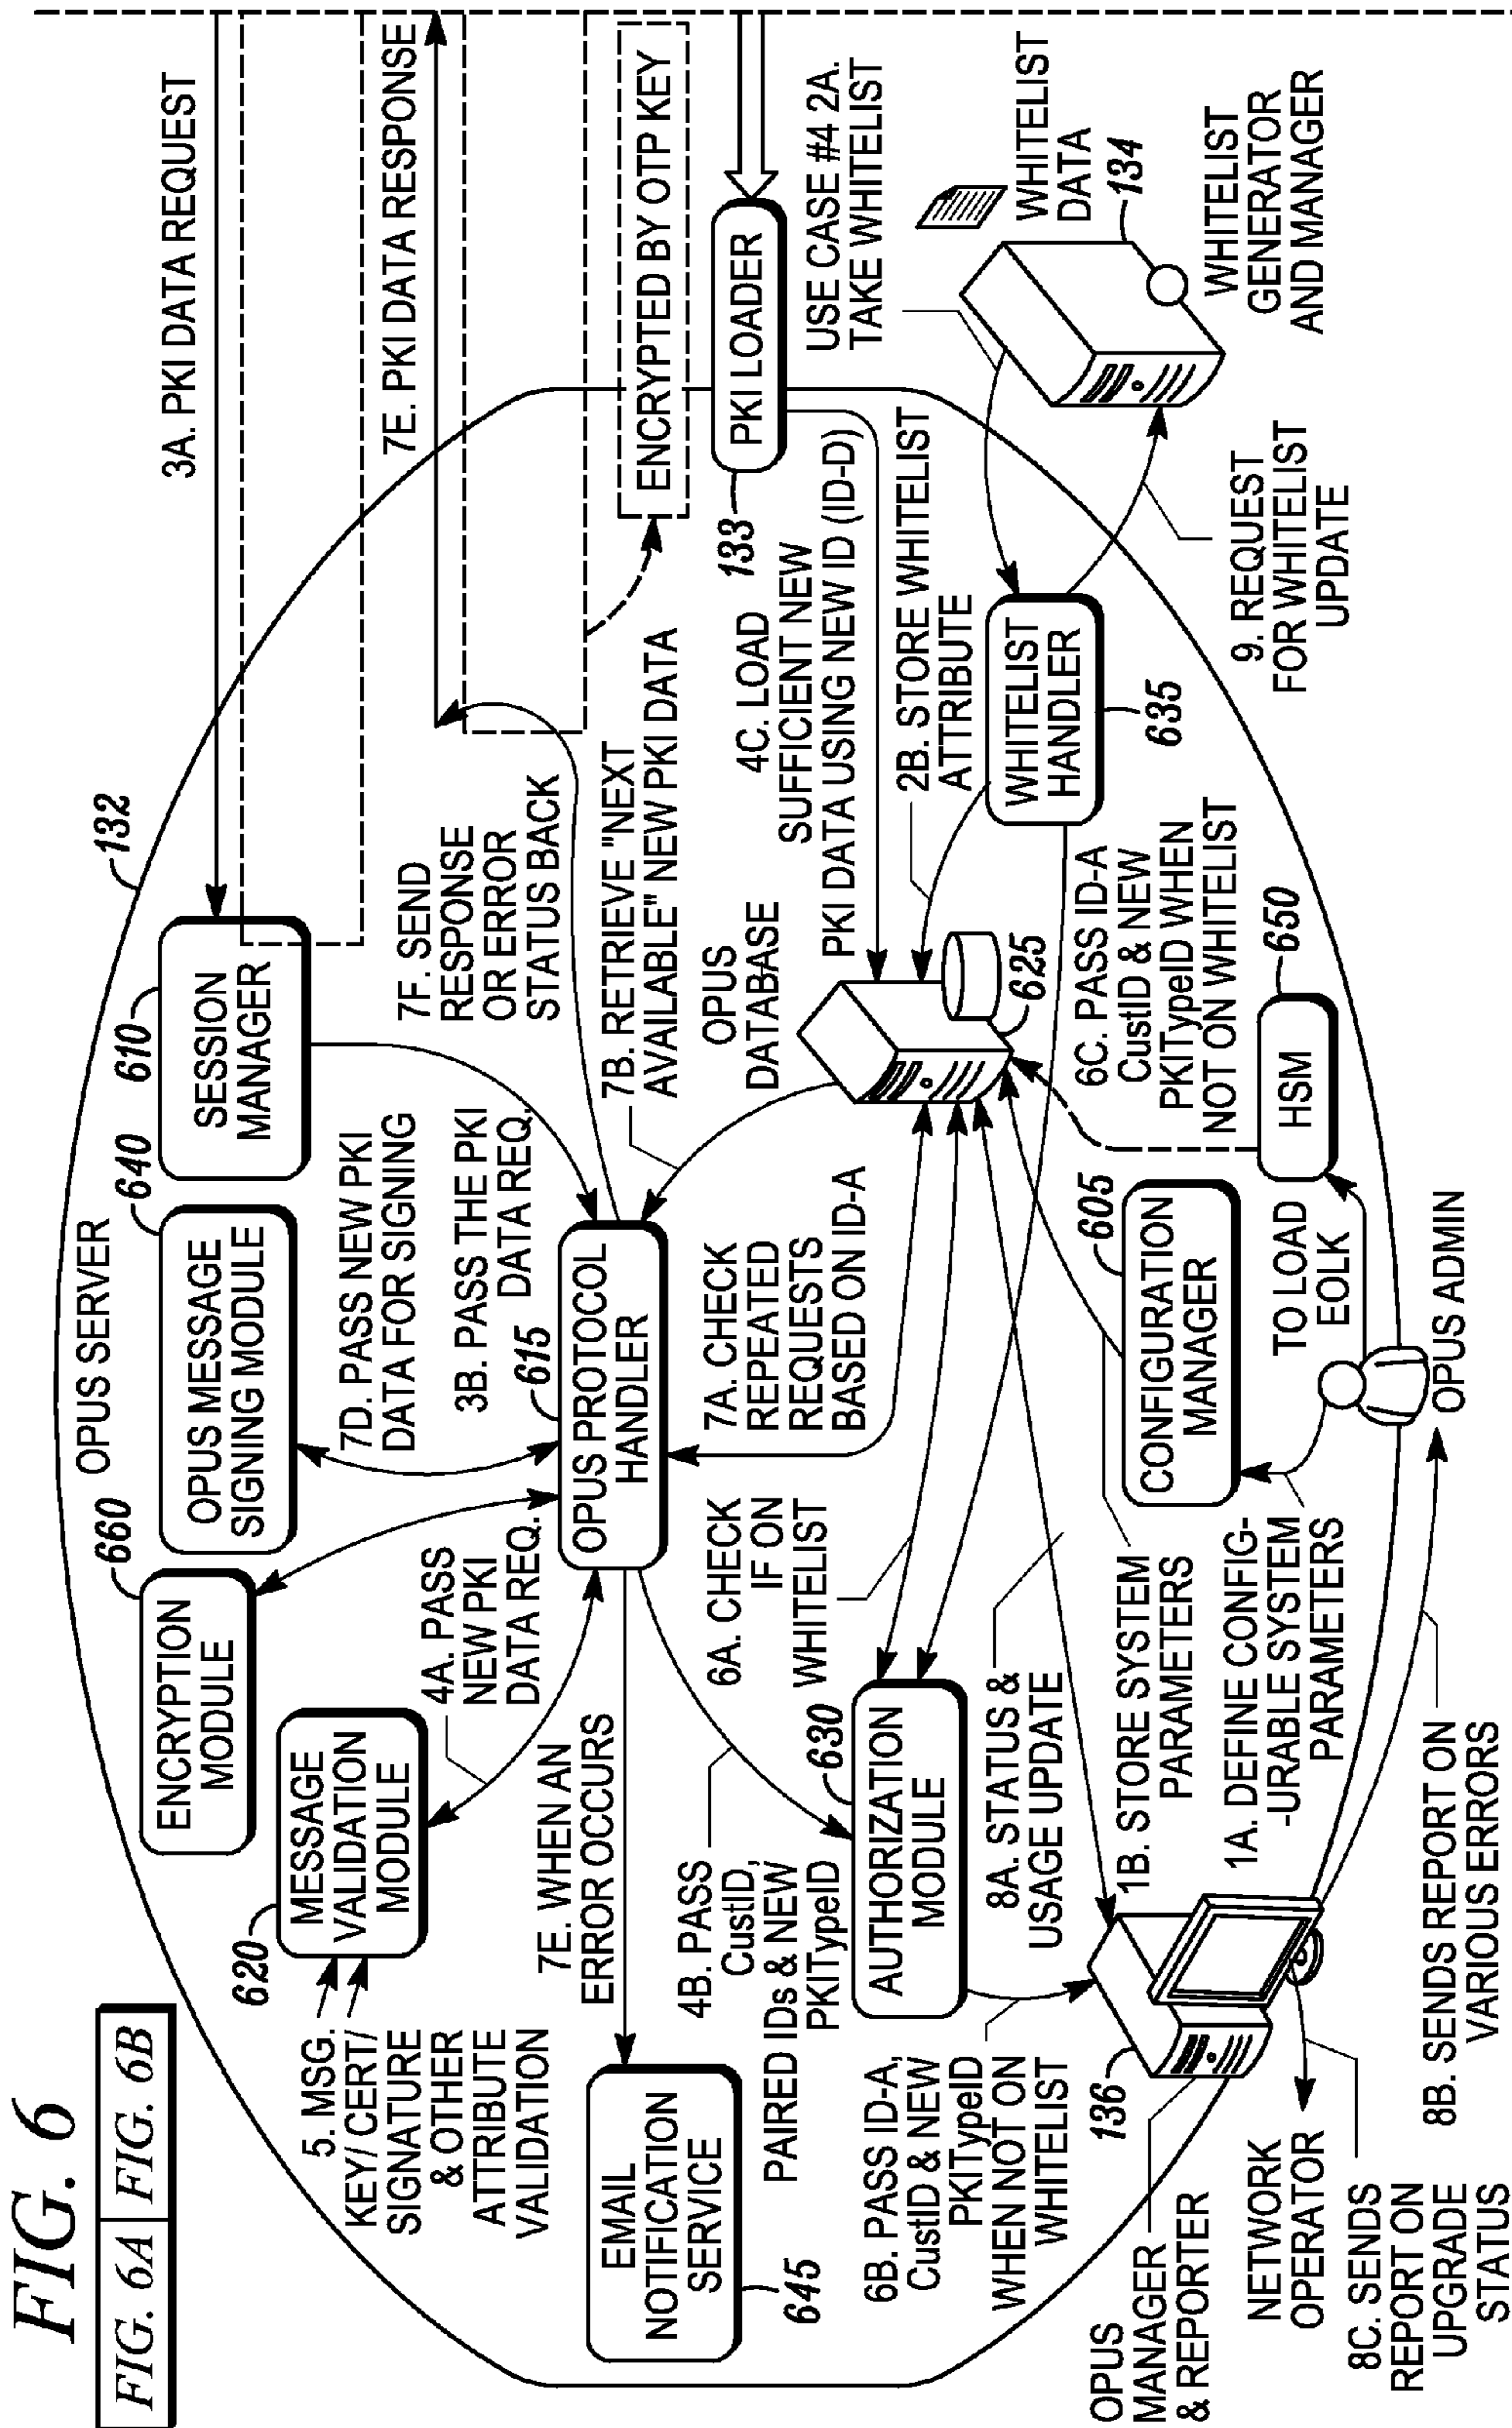 FIG. 6
FIG. 6A
FIG. 6B
OPUS SERVER
132
3A. PKI DATA REQUEST
610
SESSION
MANAGER
640
OPUS MESSAGE
SIGNING MODULE
660
ENCRYPTION
MODULE
620
MESSAGE
VALIDATION
MODULE
5. MSG.
KEY/ CERT/
SIGNATURE
& OTHER
ATTRIBUTE
VALIDATION
4A. PASS
NEW PKI
DATA REQ.
7D. PASS NEW PKI
DATA FOR SIGNING
3B. PASS THE PKI
DATA REQ.
615
OPUS PROTOCOL
HANDLER
7F. SEND
RESPONSE
OR ERROR
STATUS BACK
7E. PKI DATA RESPONSE
ENCRYPTED BY OTP KEY
7B. RETRIEVE "NEXT
AVAILABLE" NEW PKI DATA
7E. WHEN AN
ERROR OCCURS
EMAIL
NOTIFICATION
SERVICE
645
4B. PASS
CustID,
PAIRED IDs & NEW
PKITypeID
6A. CHECK
IF ON
WHITELIST
7A. CHECK
REPEATED
REQUESTS
BASED ON ID-A
OPUS
DATABASE
625
PKI LOADER
133
4C. LOAD
SUFFICIENT NEW
PKI DATA USING NEW ID (ID-D)
USE CASE #4 2A.
TAKE WHITELIST
WHITELIST
DATA
134
WHITELIST
GENERATOR
AND MANAGER
2B. STORE WHITELIST
ATTRIBUTE
WHITELIST
HANDLER
635
9. REQUEST
FOR WHITELIST
UPDATE
630
AUTHORIZATION
MODULE
6B. PASS ID-A,
CustID & NEW
PKITypeID
WHEN NOT ON
WHITELIST
8A. STATUS &
USAGE UPDATE
6C. PASS ID-A
CustID & NEW
PKITypeID WHEN
NOT ON WHITELIST
650
HSM
605
CONFIGURATION
MANAGER
TO LOAD
EOLK
OPUS ADMIN
1B. STORE SYSTEM
PARAMETERS
1A. DEFINE CONFIG-
-URABLE SYSTEM
PARAMETERS
136
OPUS
MANAGER
& REPORTER
NETWORK
OPERATOR
8C. SENDS
REPORT ON
UPGRADE
STATUS
8B. SENDS REPORT ON
VARIOUS ERRORS